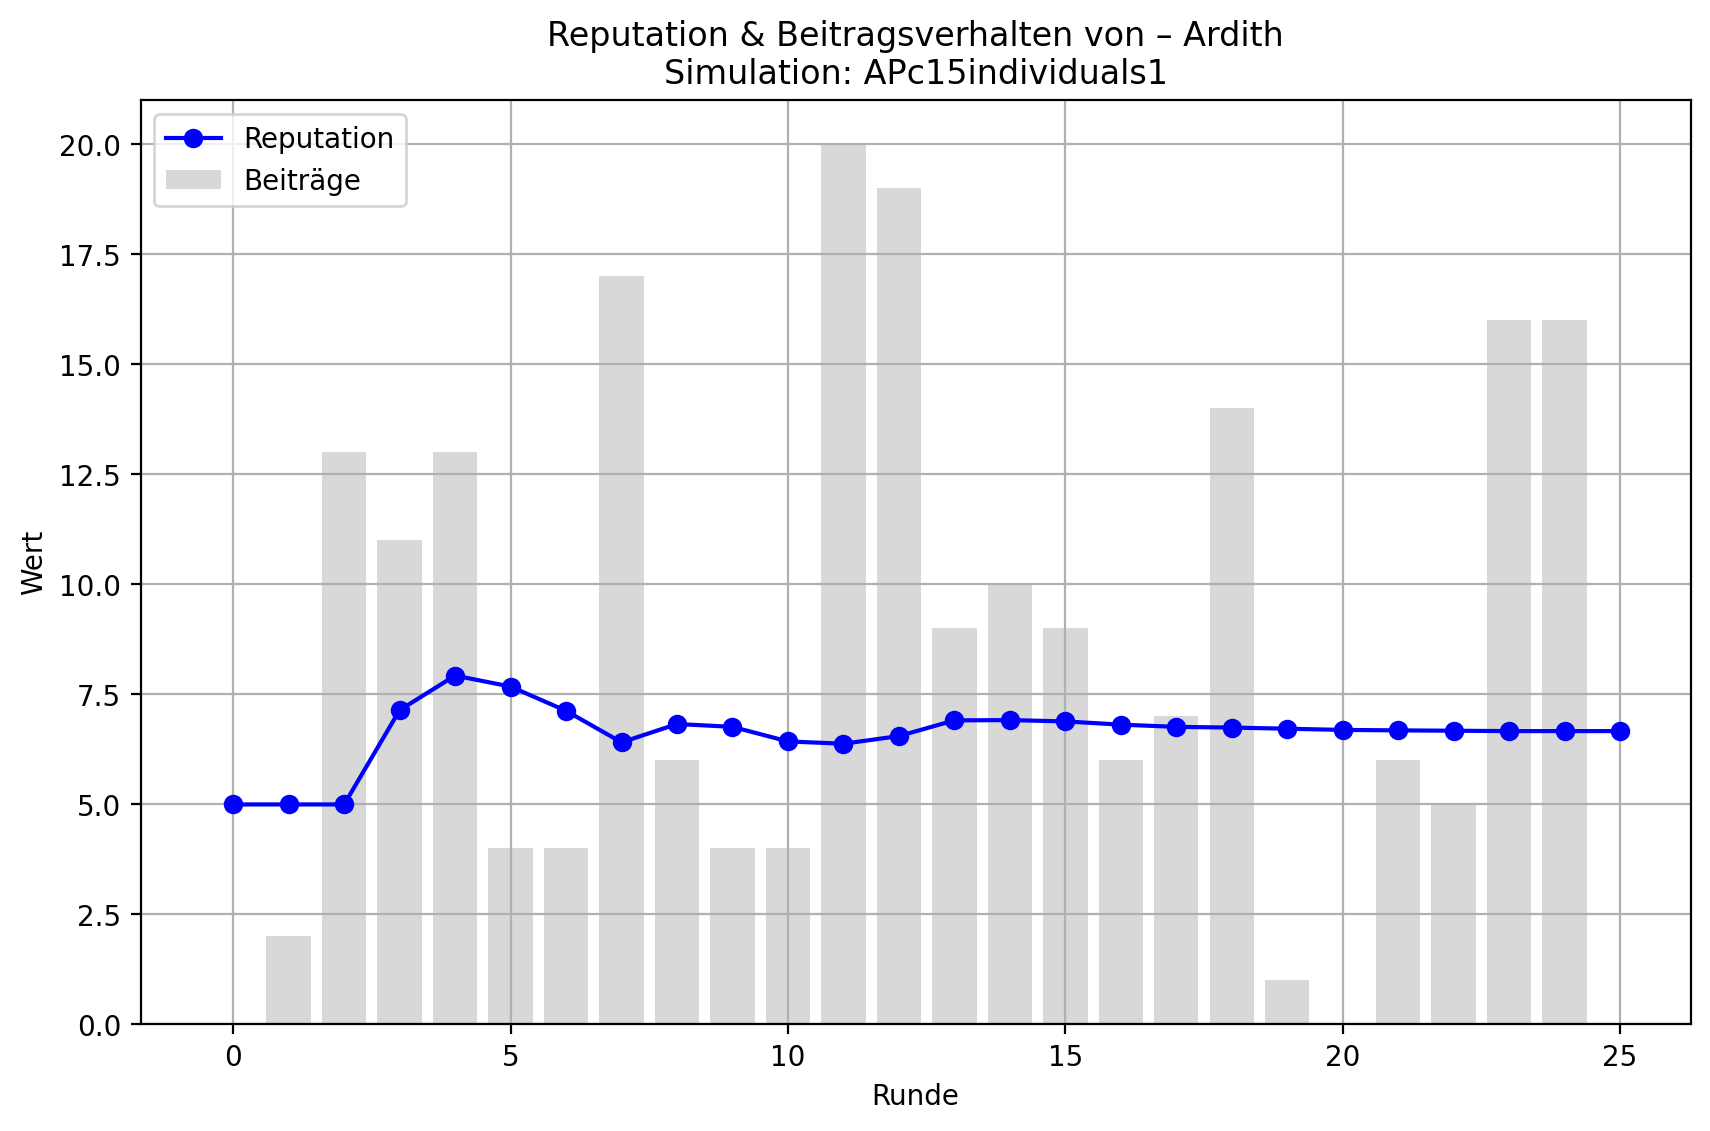 Reputation & Beitragsverhalten von – Ardith
Simulation: APc15individuals1
Reputation
Beiträge
20.0
17.5
15.0
12.5
10.0
7.5
5.0
2.5
0.0
Wert
0 5 10 15 20 25
Runde